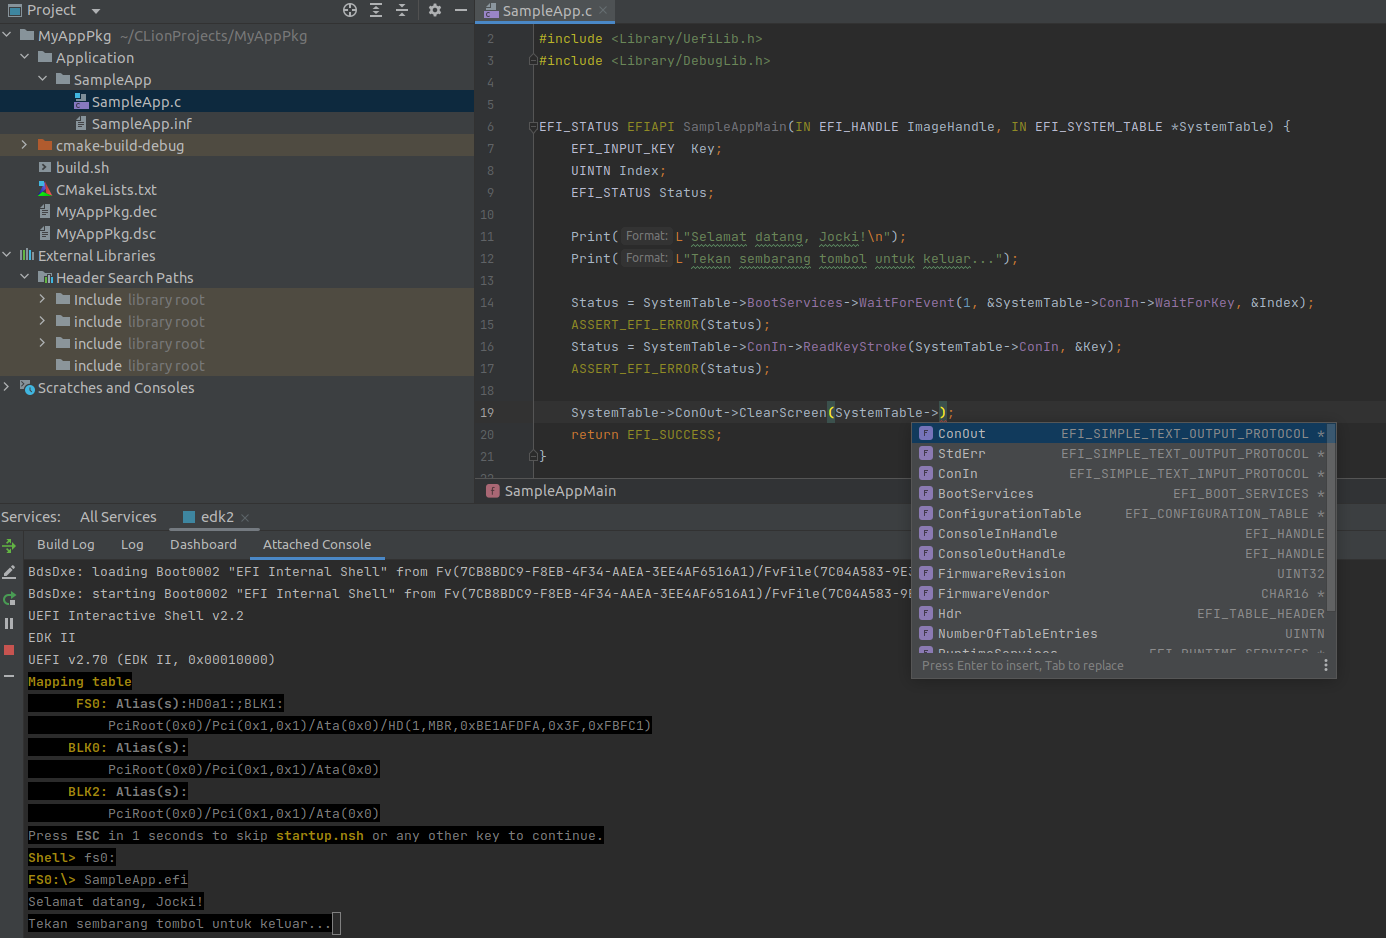 Project
MyAppPkg ~/CLionProjects/MyAppPkg
Application
SampleApp
SampleApp.c
SampleApp.inf
cmake-build-debug
build.sh
CMakeLists.txt
MyAppPkg.dec
MyAppPkg.dsc
External Libraries
Header Search Paths
Include library root
include library root
include library root
include library root
Scratches and Consoles
SampleApp.c
2 #include <Library/UefiLib.h>
3 #include <Library/DebugLib.h>
4
5
6 EFI_STATUS EFIAPI SampleAppMain(IN EFI_HANDLE ImageHandle, IN EFI_SYSTEM_TABLE *SystemTable) {
7 EFI_INPUT_KEY  Key;
8 UINTN Index;
9 EFI_STATUS Status;
10
11 Print( Format: L"Selamat datang, Jocki!\n");
12 Print( Format: L"Tekan sembarang tombol untuk keluar...");
13
14 Status = SystemTable->BootServices->WaitForEvent(1, &SystemTable->ConIn->WaitForKey, &Index);
15 ASSERT_EFI_ERROR(Status);
16 Status = SystemTable->ConIn->ReadKeyStroke(SystemTable->ConIn, &Key);
17 ASSERT_EFI_ERROR(Status);
18
19 SystemTable->ConOut->ClearScreen(SystemTable->);
20 return EFI_SUCCESS;
21 }
ConOut EFI_SIMPLE_TEXT_OUTPUT_PROTOCOL *
StdErr EFI_SIMPLE_TEXT_OUTPUT_PROTOCOL *
ConIn EFI_SIMPLE_TEXT_INPUT_PROTOCOL *
BootServices EFI_BOOT_SERVICES *
ConfigurationTable EFI_CONFIGURATION_TABLE *
ConsoleInHandle EFI_HANDLE
ConsoleOutHandle EFI_HANDLE
FirmwareRevision UINT32
FirmwareVendor CHAR16 *
Hdr EFI_TABLE_HEADER
NumberOfTableEntries UINTN
RuntimeServices EFI_RUNTIME_SERVICES *
Press Enter to insert, Tab to replace
SampleAppMain
Services: All Services edk2
Build Log Log Dashboard Attached Console
BdsDxe: loading Boot0002 "EFI Internal Shell" from Fv(7CB8BDC9-F8EB-4F34-AAEA-3EE4AF6516A1)/FvFile(7C04A583-9E3
BdsDxe: starting Boot0002 "EFI Internal Shell" from Fv(7CB8BDC9-F8EB-4F34-AAEA-3EE4AF6516A1)/FvFile(7C04A583-9E
UEFI Interactive Shell v2.2
EDK II
UEFI v2.70 (EDK II, 0x00010000)
Mapping table
FS0: Alias(s):HD0a1:;BLK1:
PciRoot(0x0)/Pci(0x1,0x1)/Ata(0x0)/HD(1,MBR,0xBE1AFDFA,0x3F,0xFBFC1)
BLK0: Alias(s):
PciRoot(0x0)/Pci(0x1,0x1)/Ata(0x0)
BLK2: Alias(s):
PciRoot(0x0)/Pci(0x1,0x1)/Ata(0x0)
Press ESC in 1 seconds to skip startup.nsh or any other key to continue.
Shell> fs0:
FS0:\> SampleApp.efi
Selamat datang, Jocki!
Tekan sembarang tombol untuk keluar...